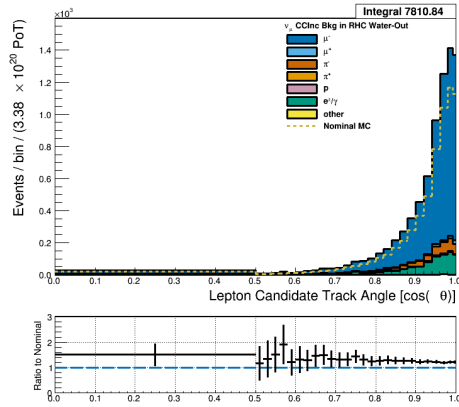 Integral 7810.84
×10³
ν_μ CCInc Bkg in RHC Water-Out
μ⁻
μ⁺
π⁻
π⁺
p
e±/γ
other
Nominal MC
Events / bin / (3.38 × 10²⁰ PoT)
1.4
1.2
1.0
0.8
0.6
0.4
0.2
0.0
0.0 0.1 0.2 0.3 0.4 0.5 0.6 0.7 0.8 0.9 1.0
Lepton Candidate Track Angle [cos( θ)]
Ratio to Nominal
3
2
1
0
0.0 0.1 0.2 0.3 0.4 0.5 0.6 0.7 0.8 0.9 1.0